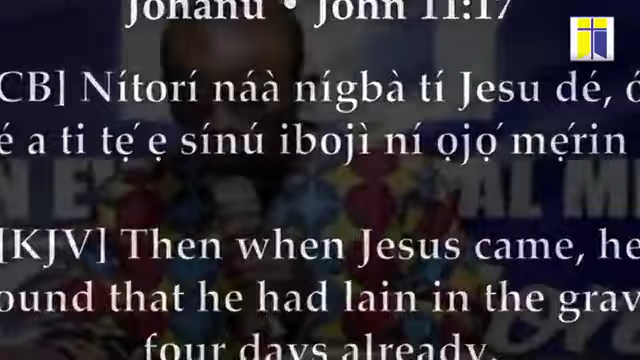 Johanu • John 11:17
CB] Nítorí náà nígbà tí Jesu dé, ó
é a ti tẹ́ ẹ sínú ibojì ní ọjọ́ mẹ́rin
[KJV] Then when Jesus came, he
ound that he had lain in the grav
four days already.